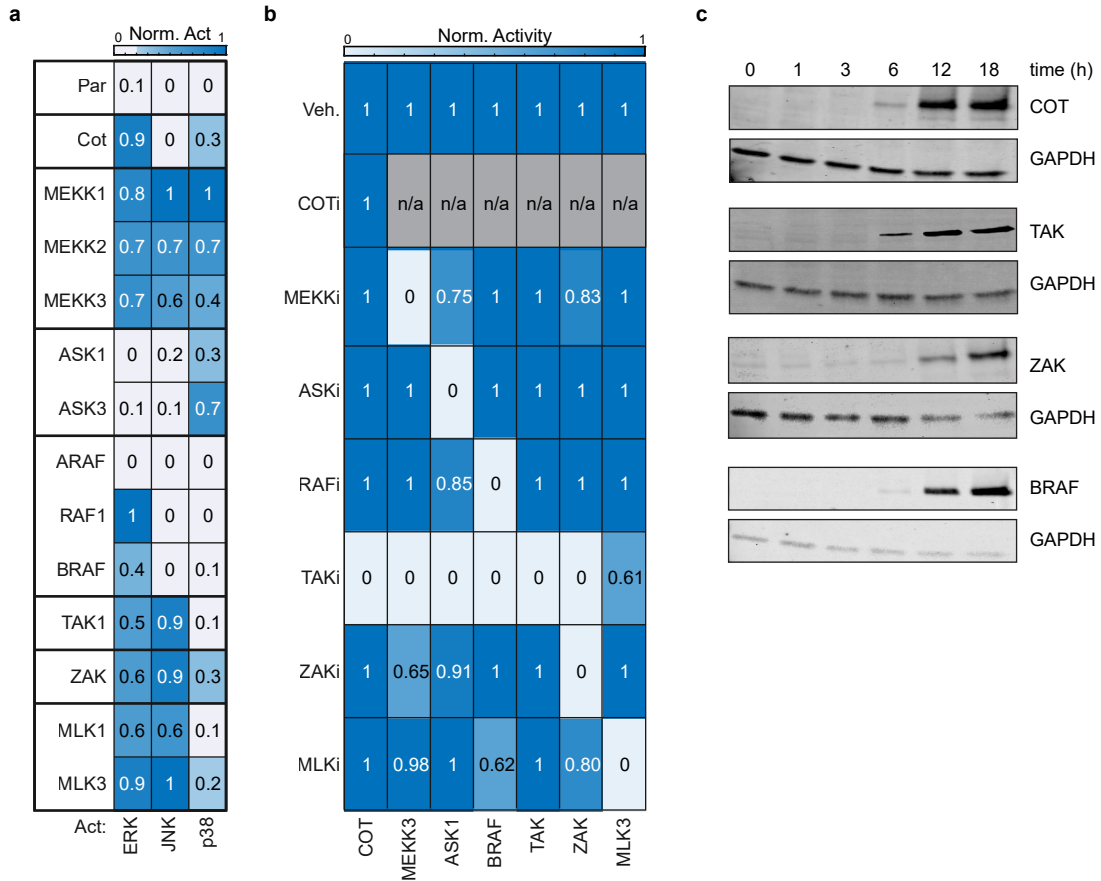 a
0 Norm. Act 1
Par 0.1 0 0
Cot 0.9 0 0.3
MEKK1 0.8 1 1
MEKK2 0.7 0.7 0.7
MEKK3 0.7 0.6 0.4
ASK1 0 0.2 0.3
ASK3 0.1 0.1 0.7
ARAF 0 0 0
RAF1 1 0 0
BRAF 0.4 0 0.1
TAK1 0.5 0.9 0.1
ZAK 0.6 0.9 0.3
MLK1 0.6 0.6 0.1
MLK3 0.9 1 0.2
Act: ERK JNK p38
b
0 Norm. Activity 1
Veh. 1 1 1 1 1 1 1
COTi 1 n/a n/a n/a n/a n/a n/a
MEKKi 1 0 0.75 1 1 0.83 1
ASKi 1 1 0 1 1 1 1
RAFi 1 1 0.85 0 1 1 1
TAKi 0 0 0 0 0 0 0.61
ZAKi 1 0.65 0.91 1 1 0 1
MLKi 1 0.98 1 0.62 1 0.80 0
COT MEKK3 ASK1 BRAF TAK ZAK MLK3
c
0 1 3 6 12 18 time (h)
COT
GAPDH
TAK
GAPDH
ZAK
GAPDH
BRAF
GAPDH